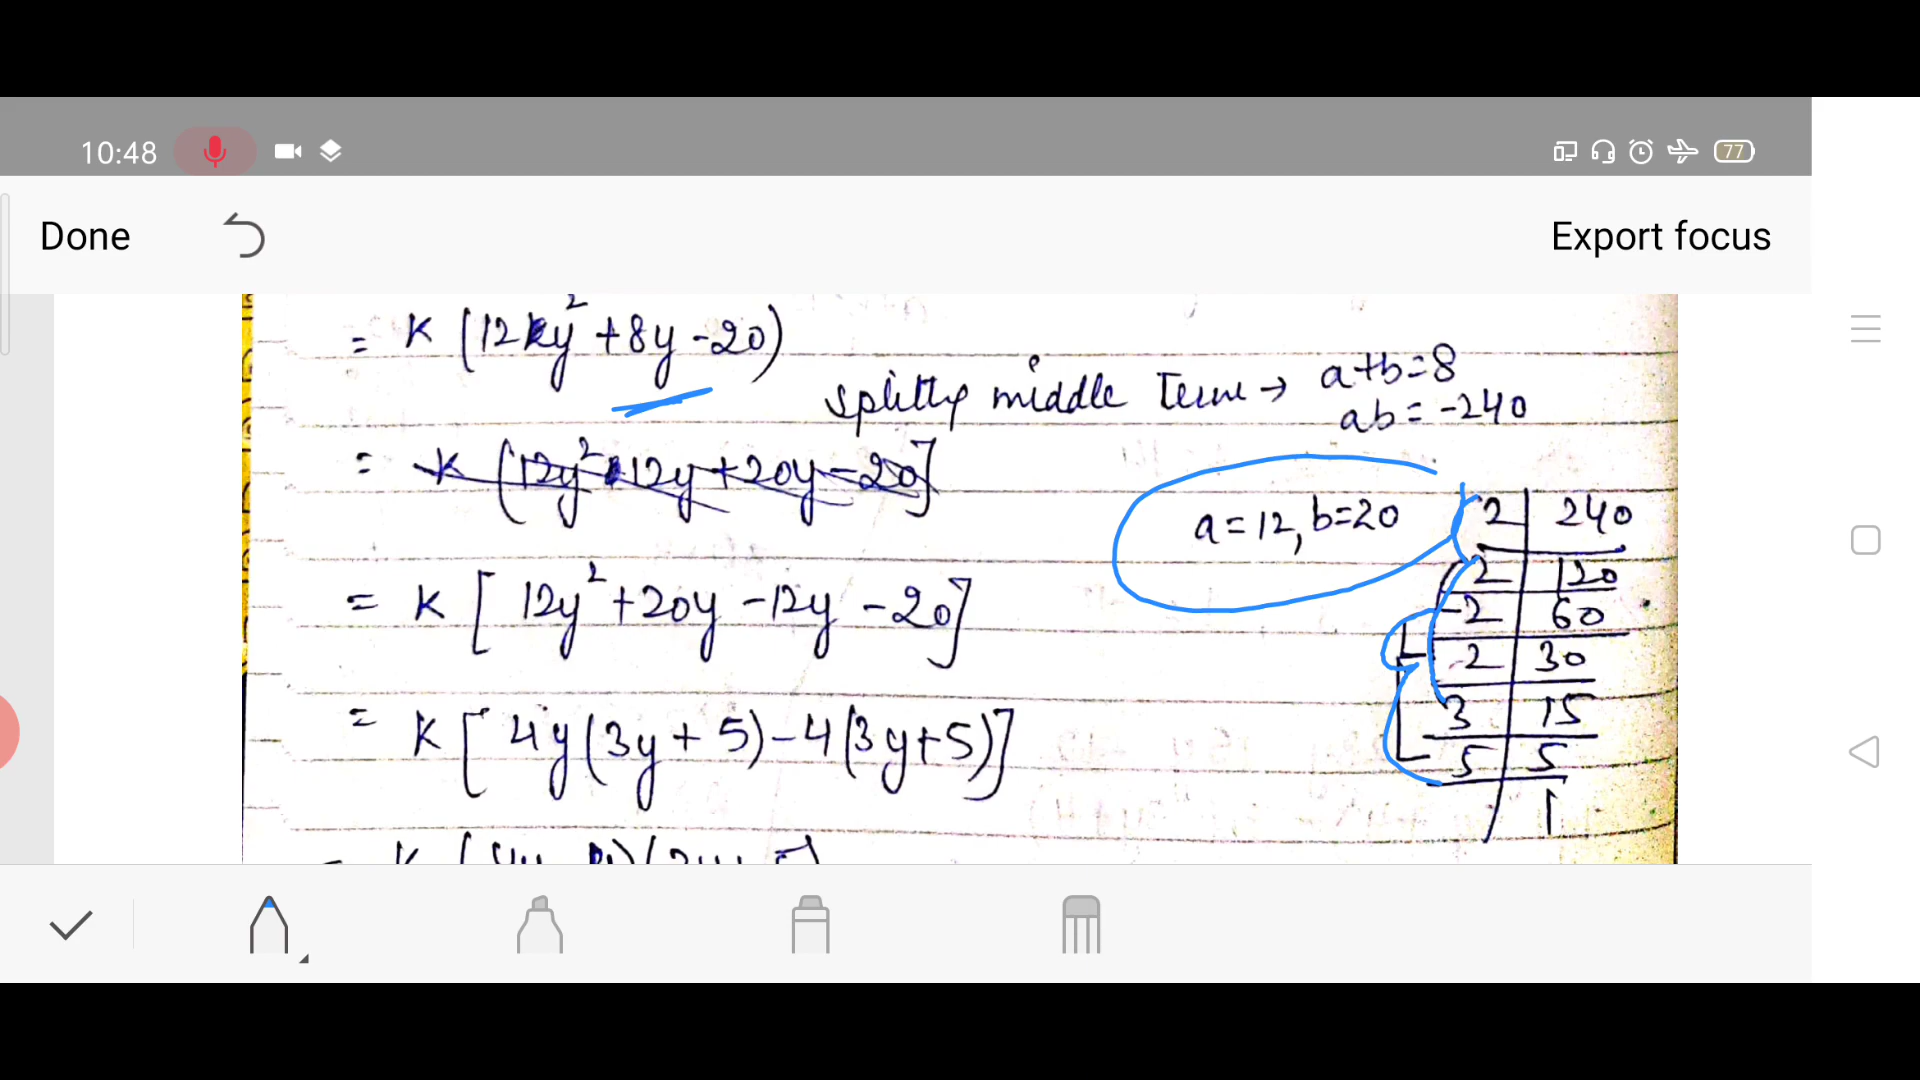 10:48
77
Done
Export focus
= K (12ky² +8y -20)
middle Term → a+b=8
ab = -240
= K [12y² 12y+20y-20]
a=12, b=20
2 | 240
2 | 120
2 | 60
2 | 30
3 | 15
5 | 5
1
= K [ 12y² +20y -12y -20]
= K [ 4y(3y+5)-4(3y+5)]